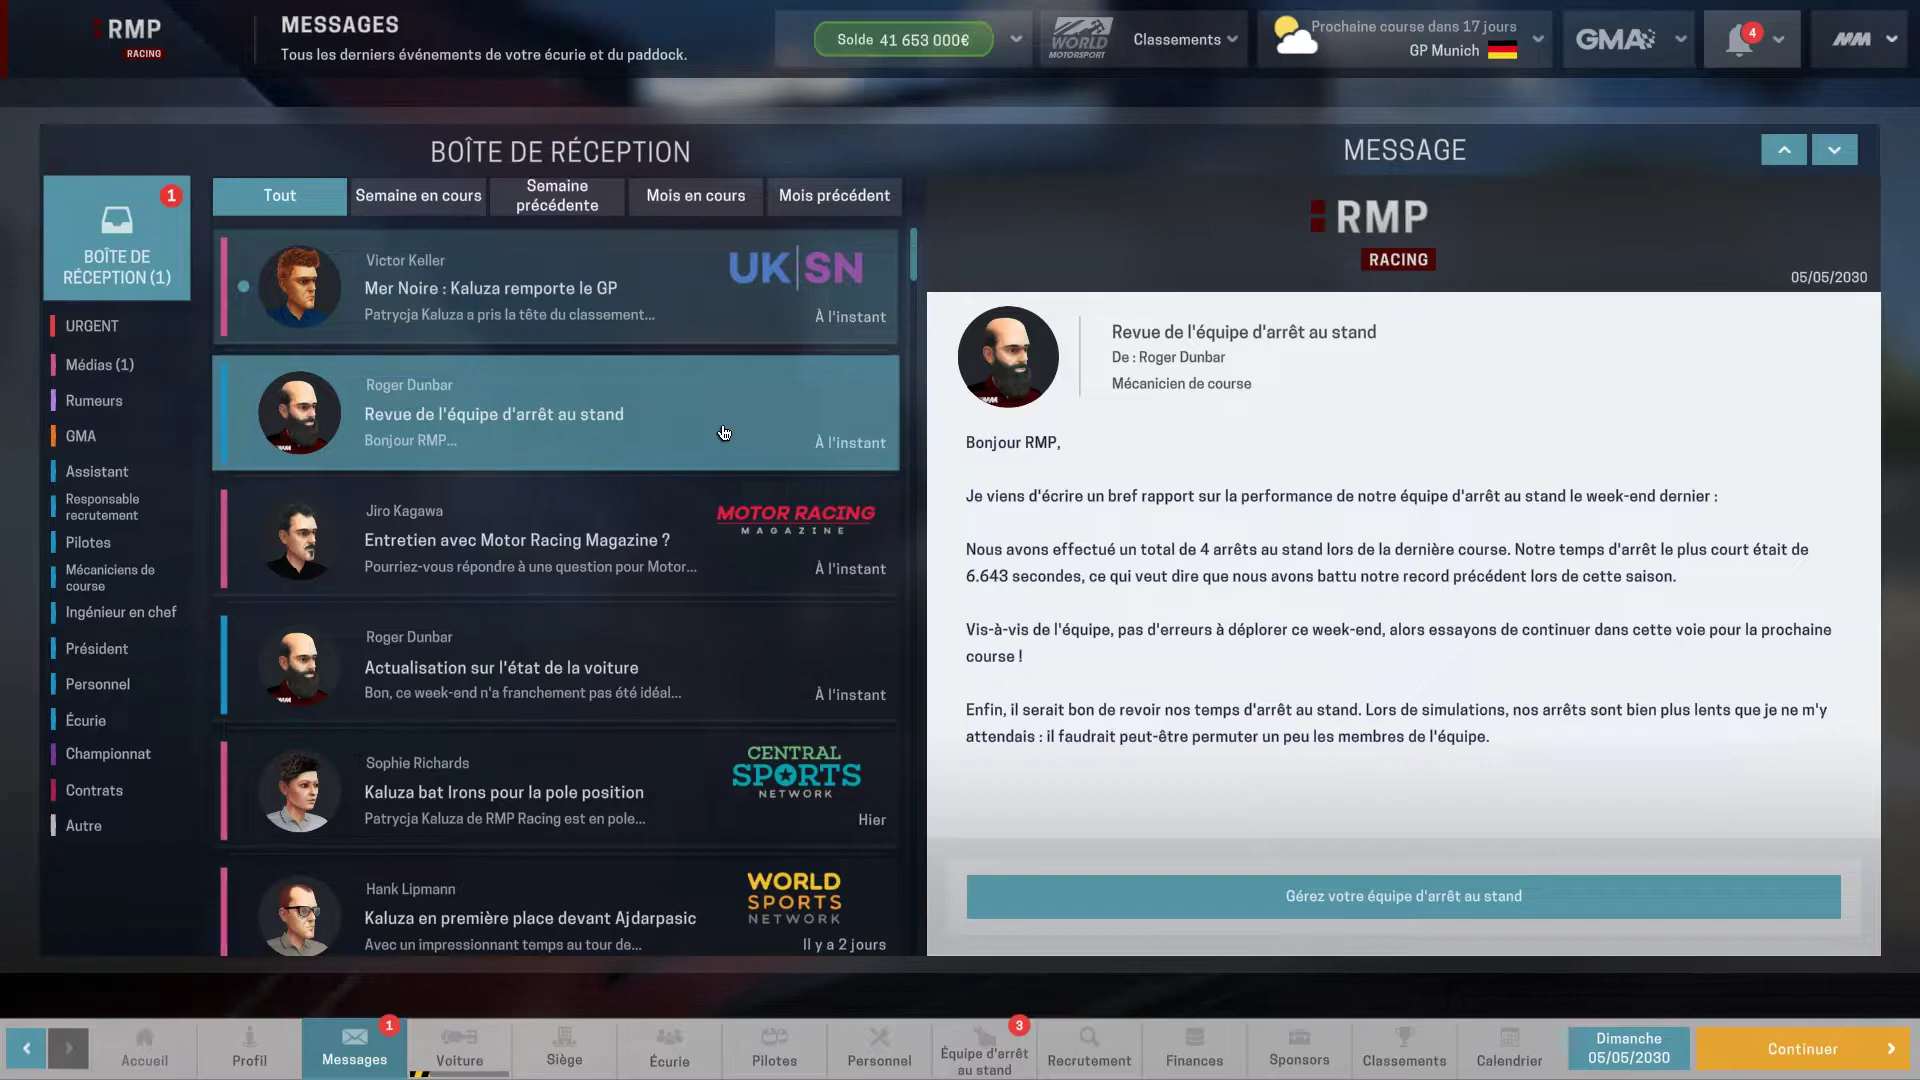 RMP
RACING
MESSAGES
Tous les derniers événements de votre écurie et du paddock.
Solde 41 653 000€
WORLD
MOTORSPORT
Classements
Prochaine course dans 17 jours
GP Munich
GMA
4
BOÎTE DE RÉCEPTION
MESSAGE
1
BOÎTE DE
RÉCEPTION (1)
URGENT
Médias (1)
Rumeurs
GMA
Assistant
Responsable
recrutement
Pilotes
Mécaniciens de
course
Ingénieur en chef
Président
Personnel
Écurie
Championnat
Contrats
Autre
Tout
Semaine en cours
Semaine
précédente
Mois en cours
Mois précédent
Victor Keller
Mer Noire : Kaluza remporte le GP
Patrycja Kaluza a pris la tête du classement...
UK|SN
À l'instant
Roger Dunbar
Revue de l'équipe d'arrêt au stand
Bonjour RMP...
À l'instant
Jiro Kagawa
Entretien avec Motor Racing Magazine ?
Pourriez-vous répondre à une question pour Motor...
MOTOR RACING
MAGAZINE
À l'instant
Roger Dunbar
Actualisation sur l'état de la voiture
Bon, ce week-end n'a franchement pas été idéal...
À l'instant
Sophie Richards
Kaluza bat Irons pour la pole position
Patrycja Kaluza de RMP Racing est en pole...
CENTRAL
SPORTS
NETWORK
Hier
Hank Lipmann
Kaluza en première place devant Ajdarpasic
Avec un impressionnant temps au tour de...
WORLD
SPORTS
NETWORK
Il y a 2 jours
RMP
RACING
05/05/2030
Revue de l'équipe d'arrêt au stand
De : Roger Dunbar
Mécanicien de course
Bonjour RMP,
Je viens d'écrire un bref rapport sur la performance de notre équipe d'arrêt au stand le week-end dernier :
Nous avons effectué un total de 4 arrêts au stand lors de la dernière course. Notre temps d'arrêt le plus court était de
6.643 secondes, ce qui veut dire que nous avons battu notre record précédent lors de cette saison.
Vis-à-vis de l'équipe, pas d'erreurs à déplorer ce week-end, alors essayons de continuer dans cette voie pour la prochaine
course !
Enfin, il serait bon de revoir nos temps d'arrêt au stand. Lors de simulations, nos arrêts sont bien plus lents que je ne m'y
attendais : il faudrait peut-être permuter un peu les membres de l'équipe.
Gérez votre équipe d'arrêt au stand
Accueil
Profil
1
Messages
Voiture
Siège
Écurie
Pilotes
Personnel
3
Équipe d'arrêt
au stand
Recrutement
Finances
Sponsors
Classements
Calendrier
Dimanche
05/05/2030
Continuer